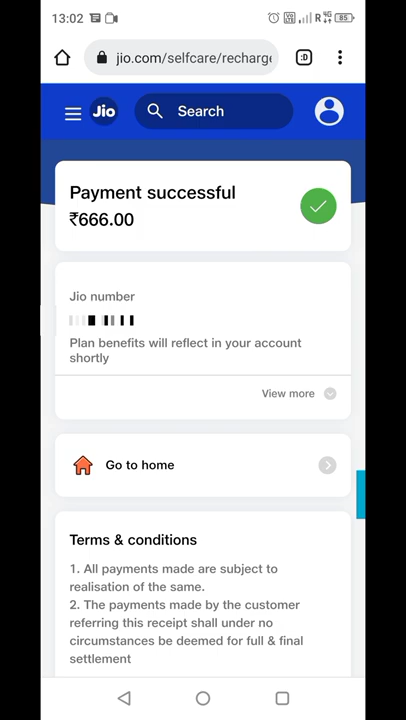 13:02 R 4G 85
jio.com/selfcare/recharge :D
Jio Search
Payment successful
₹666.00
Jio number
Plan benefits will reflect in your account
shortly
View more
Go to home
Terms & conditions
1. All payments made are subject to
realisation of the same.
2. The payments made by the customer
referring this receipt shall under no
circumstances be deemed for full & final
settlement